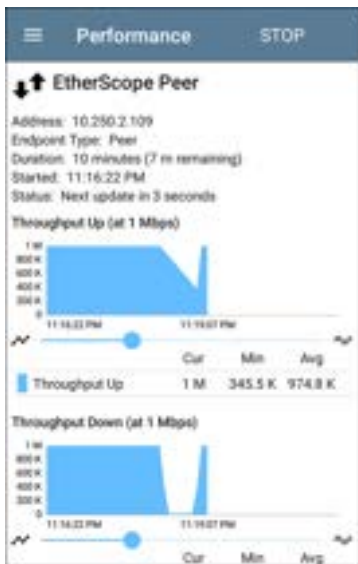 Performance STOP
EtherScope Peer
Address: 10.250.2.109
Endpoint Type: Peer
Duration: 10 minutes (7 m remaining)
Started: 11:16:22 PM
Status: Next update in 3 seconds
Throughput Up (at 1 Mbps)
1 M
800 K
600 K
400 K
200 K
0
11:16:22 PM 11:19:07 PM
Cur Min Avg
Throughput Up 1 M 345.5 K 974.8 K
Throughput Down (at 1 Mbps)
1 M
800 K
600 K
400 K
200 K
0
11:16:22 PM 11:19:07 PM
Cur Min Avg